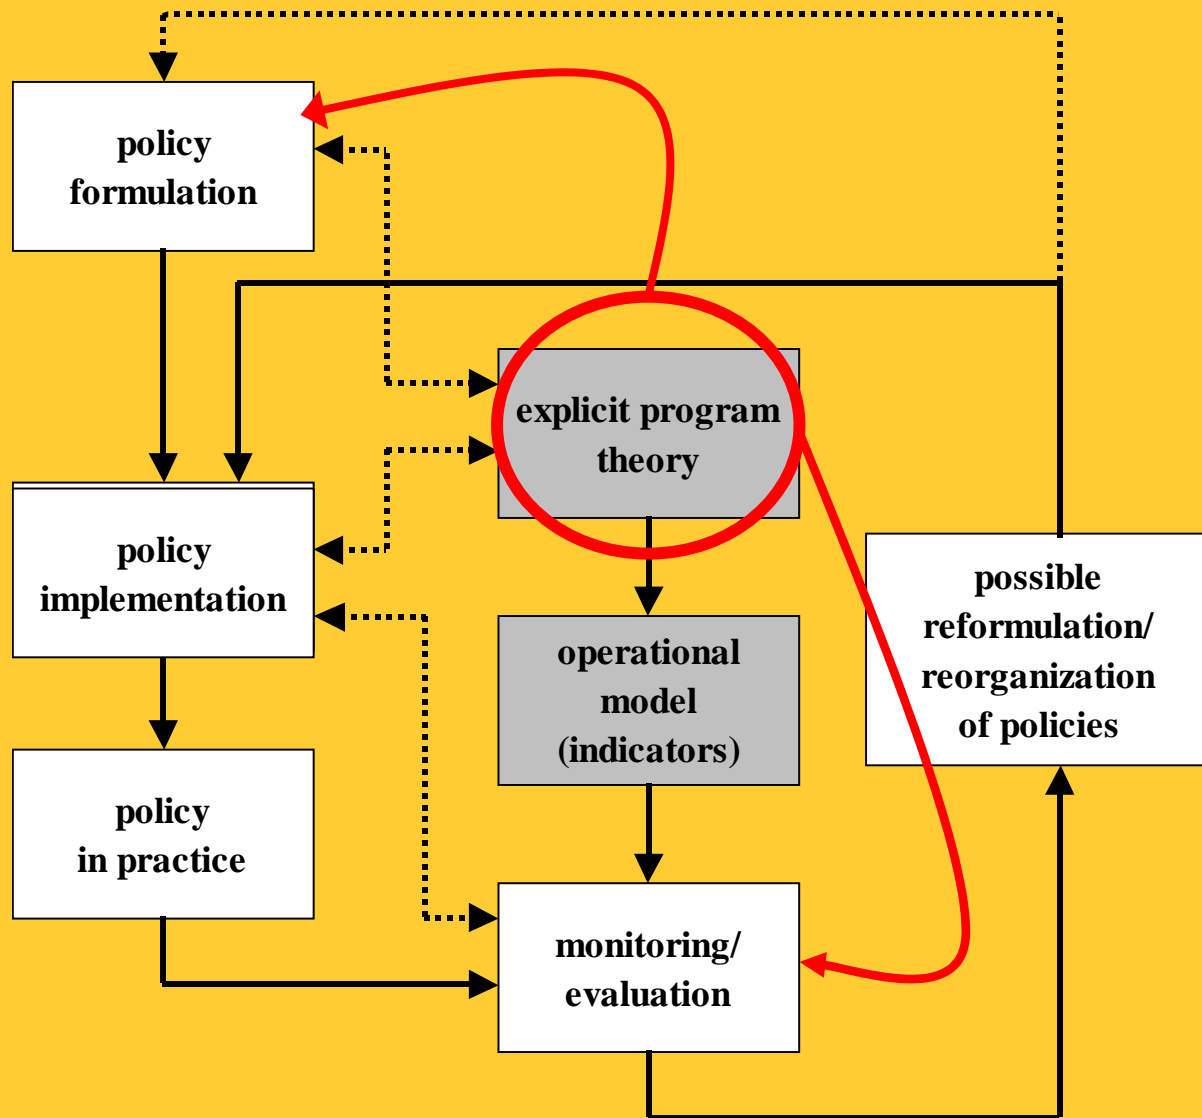 policy
formulation
explicit program
theory
policy
implementation
possible
reformulation/
reorganization
of policies
operational
model
(indicators)
policy
in practice
monitoring/
evaluation